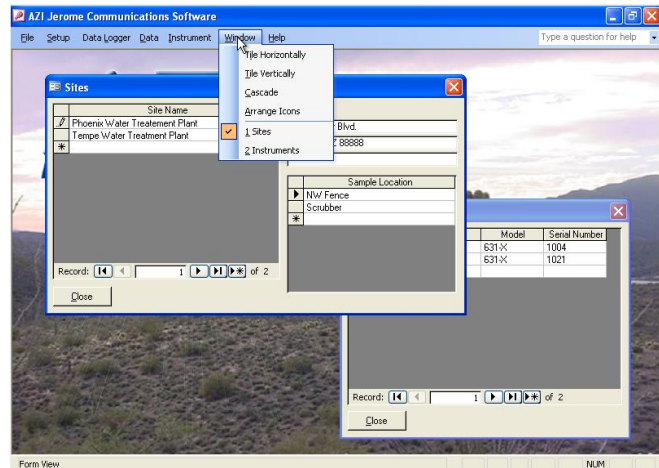 AZI Jerome Communications Software
File Setup Data Logger Data Instrument Window Help Type a question for help
Tile Horizontally
Tile Vertically
Cascade
Arrange Icons
1 Sites
2 Instruments
Sites
Site Name
Phoenix Water Treatement Plant
Tempe Water Treatment Plant
Blvd.
88888
Sample Location
NW Fence
Scrubber
Record: 1 of 2
Close
Model Serial Number
631-X 1004
631-X 1021
Record: 1 of 2
Close
Form View NUM